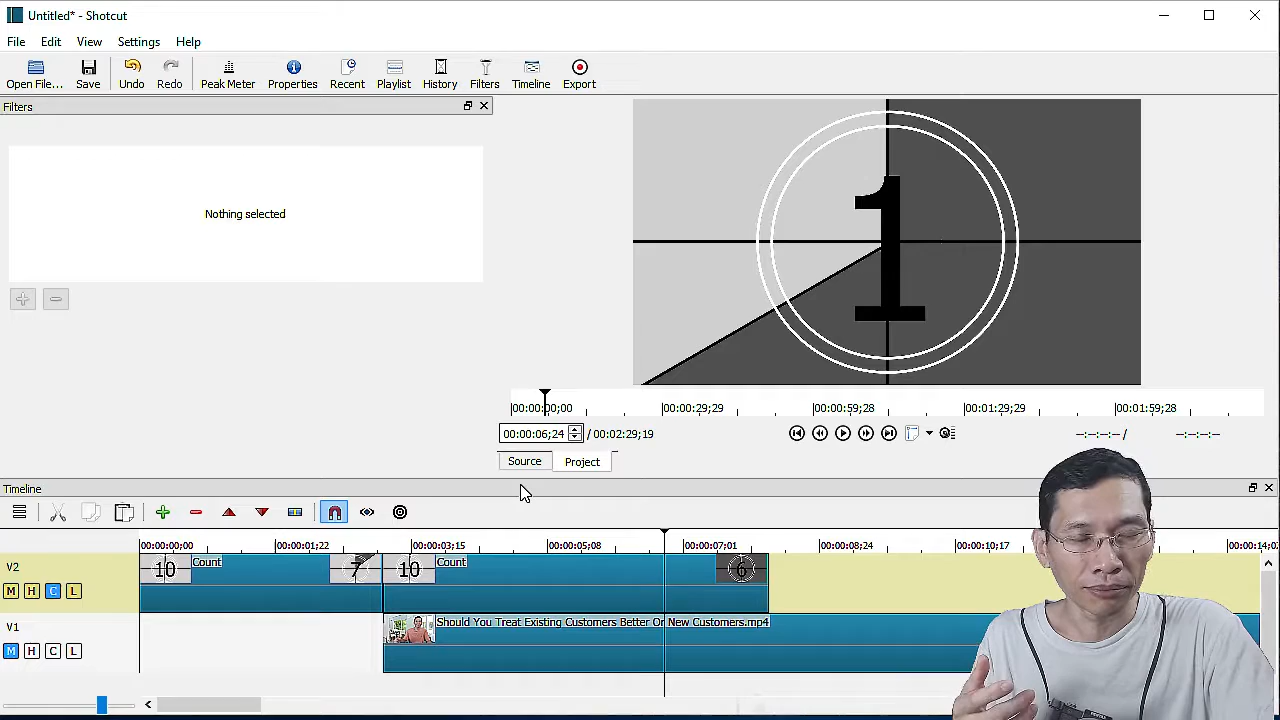 Untitled* - Shotcut
File Edit View Settings Help
Open File... Save Undo Redo Peak Meter Properties Recent Playlist History Filters Timeline Export
Filters
Nothing selected
1
00:00:00;00 00:00:29;29 00:00:59;28 00:01:29;29 00:01:59;28
00:00:06;24 / 00:02:29;19 --:--:--;-- / --:--:--;--
Source Project
Timeline
00:00:00;00 00:00:01;22 00:00:03;15 00:00:05;08 00:00:07;01 00:00:08;24 00:00:10;17 00:00:12;10 00:00:14;0
V2 10 Count 7 10 Count 6
M H C L
V1 Should You Treat Existing Customers Better Or New Customers.mp4
M H C L